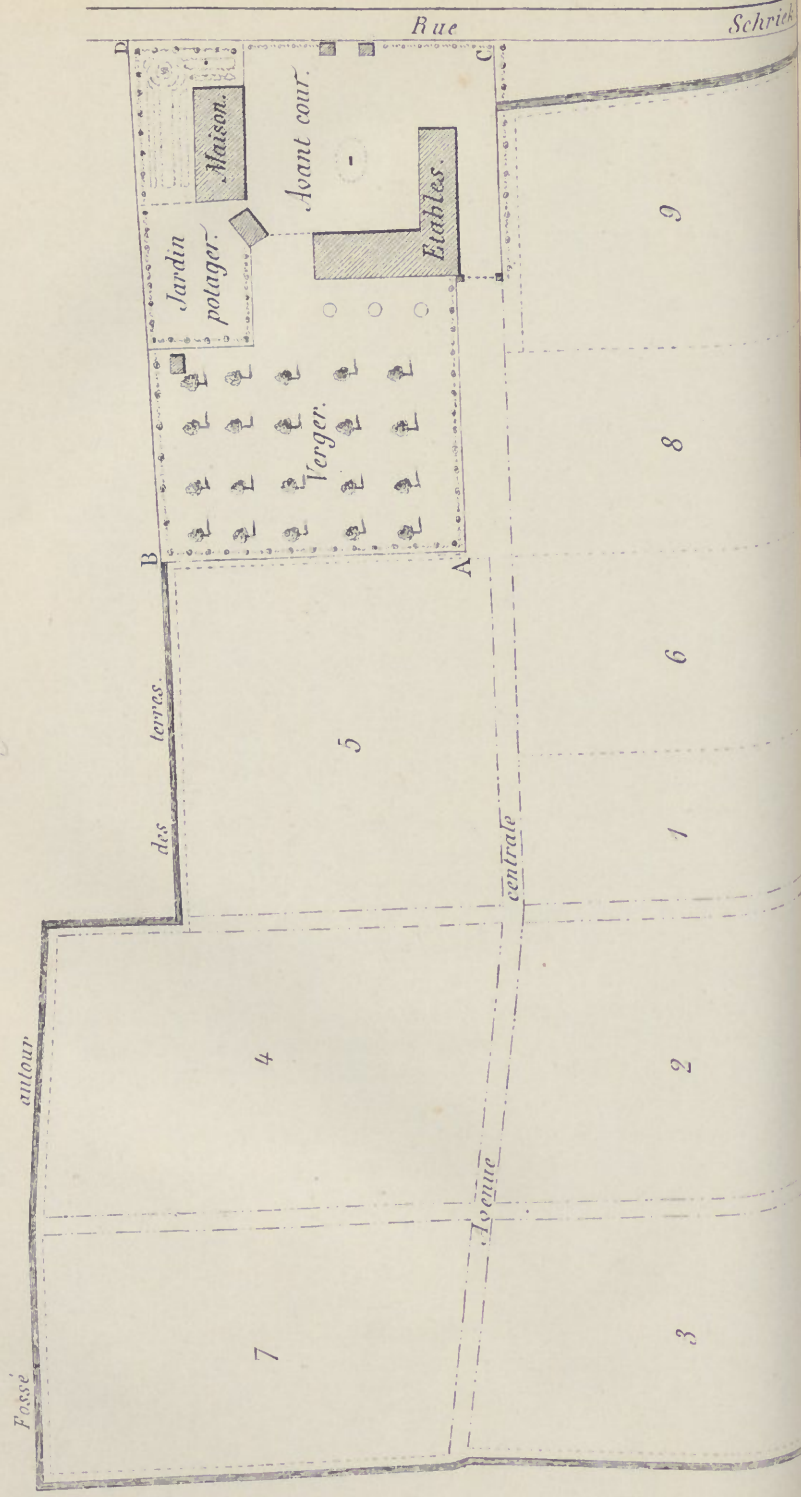 Rue Schriek
Fossé autour des terres.
D
C
B
A
Maison.
Avant cour.
Jardin
potager.
Etables.
Verger.
Avenue centrale
7
4
5
3
2
1
6
8
9